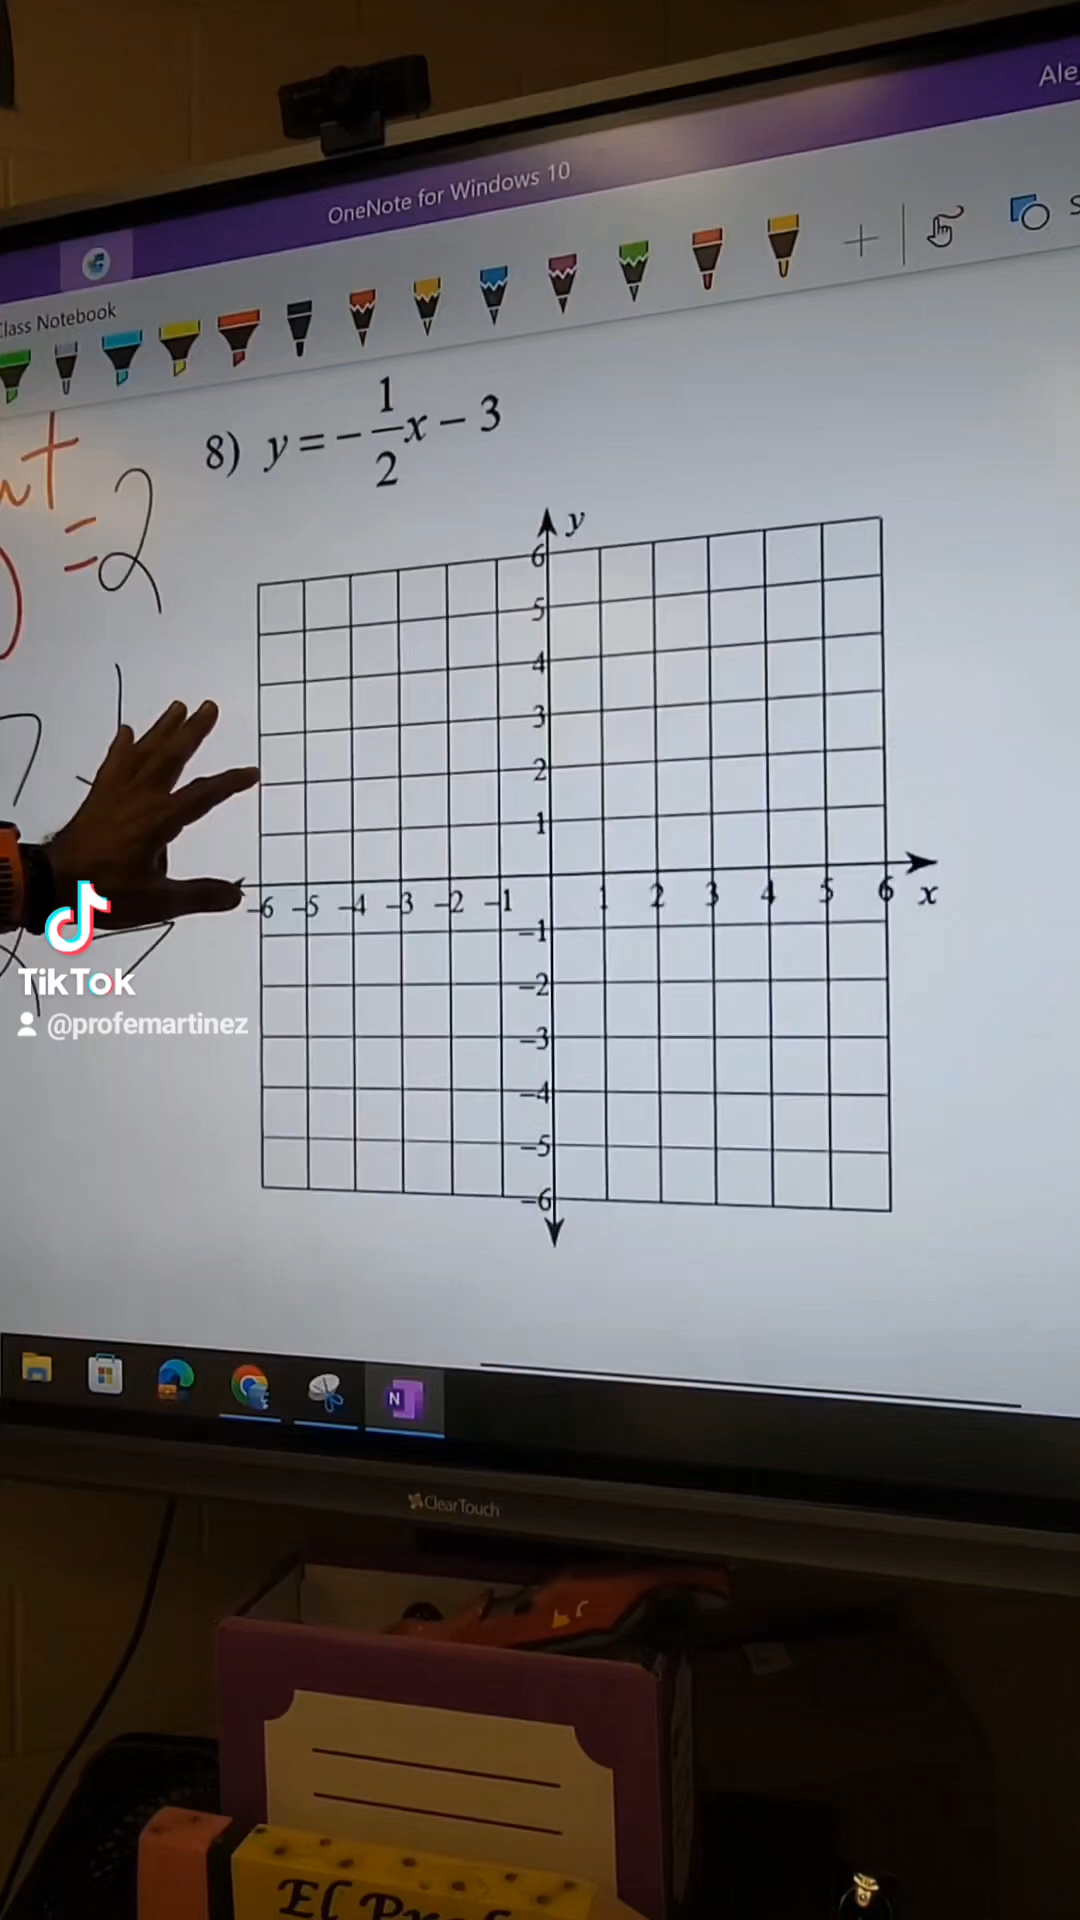 Ale
OneNote for Windows 10
Class Notebook
8) y = -1/2x - 3
= 2
y
6
5
4
3
2
1
-6 -5 -4 -3 -2 -1 1 2 3 4 5 6 x
-1
-2
-3
-4
-5
-6
TikTok
@profemartinez
N
ClearTouch
El